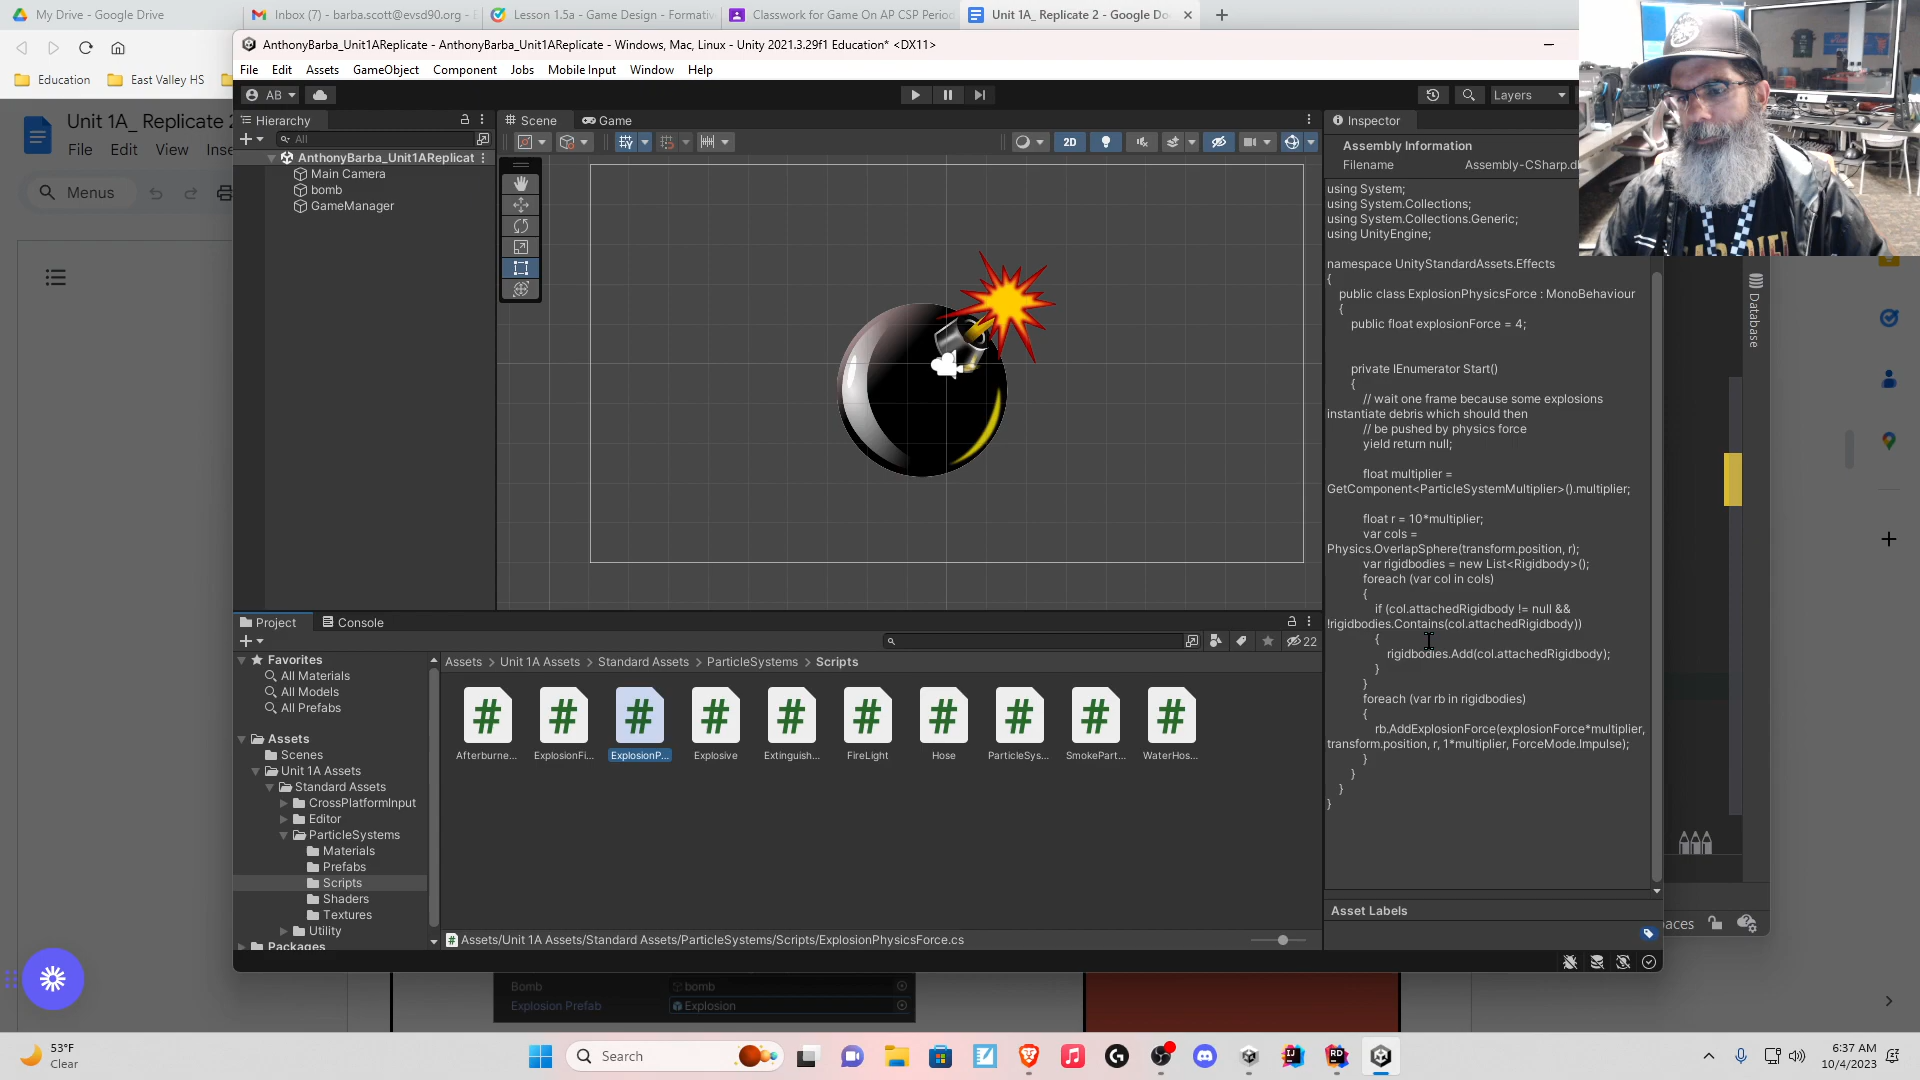 My Drive - Google Drive
Inbox (7) - barba.scott@evsd90.org - E
Lesson 1.5a - Game Design - Formativ
Classwork for Game On AP CSP Period
Unit 1A_ Replicate 2 - Google Do
AnthonyBarba_Unit1AReplicate - AnthonyBarba_Unit1AReplicate - Windows, Mac, Linux - Unity 2021.3.29f1 Education* <DX11>
Education
East Valley HS
File Edit Assets GameObject Component Jobs Mobile Input Window Help
AB
Layers
Unit 1A_ Replicate 2
File Edit View Inse
Menus
Hierarchy
All
AnthonyBarba_Unit1AReplicat
Main Camera
bomb
GameManager
Scene
Game
2D
Inspector
Assembly Information
Filename Assembly-CSharp.d
using System;
using System.Collections;
using System.Collections.Generic;
using UnityEngine;
namespace UnityStandardAssets.Effects
{
public class ExplosionPhysicsForce : MonoBehaviour
{
public float explosionForce = 4;
private IEnumerator Start()
{
// wait one frame because some explosions
instantiate debris which should then
// be pushed by physics force
yield return null;
float multiplier =
GetComponent<ParticleSystemMultiplier>().multiplier;
float r = 10*multiplier;
var cols =
Physics.OverlapSphere(transform.position, r);
var rigidbodies = new List<Rigidbody>();
foreach (var col in cols)
{
if (col.attachedRigidbody != null &&
!rigidbodies.Contains(col.attachedRigidbody))
{
rigidbodies.Add(col.attachedRigidbody);
}
}
foreach (var rb in rigidbodies)
{
rb.AddExplosionForce(explosionForce*multiplier,
transform.position, r, 1*multiplier, ForceMode.Impulse);
}
}
}
}
Asset Labels
Database
aces
Project
Console
22
Favorites
All Materials
All Models
All Prefabs
Assets
Scenes
Unit 1A Assets
Standard Assets
CrossPlatformInput
Editor
ParticleSystems
Materials
Prefabs
Scripts
Shaders
Textures
Utility
Packages
Assets > Unit 1A Assets > Standard Assets > ParticleSystems > Scripts
Afterburne...
ExplosionFi...
ExplosionP...
Explosive
Extinguish...
FireLight
Hose
ParticleSys...
SmokePart...
WaterHos...
Assets/Unit 1A Assets/Standard Assets/ParticleSystems/Scripts/ExplosionPhysicsForce.cs
Bomb bomb
Explosion Prefab Explosion
53°F
Clear
Search
6:37 AM
10/4/2023